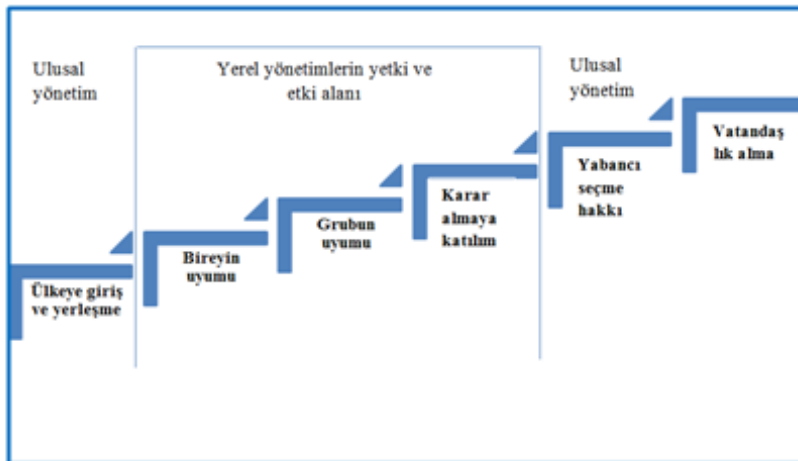 Ulusal
yönetim
Yerel yönetimlerin yetki ve
etki alanı
Ulusal
yönetim
Ülkeye giriş
ve yerleşme
Bireyin
uyumu
Grubun
uyumu
Karar
almaya
katılım
Yabancı
seçme
hakkı
Vatandaş
lık alma